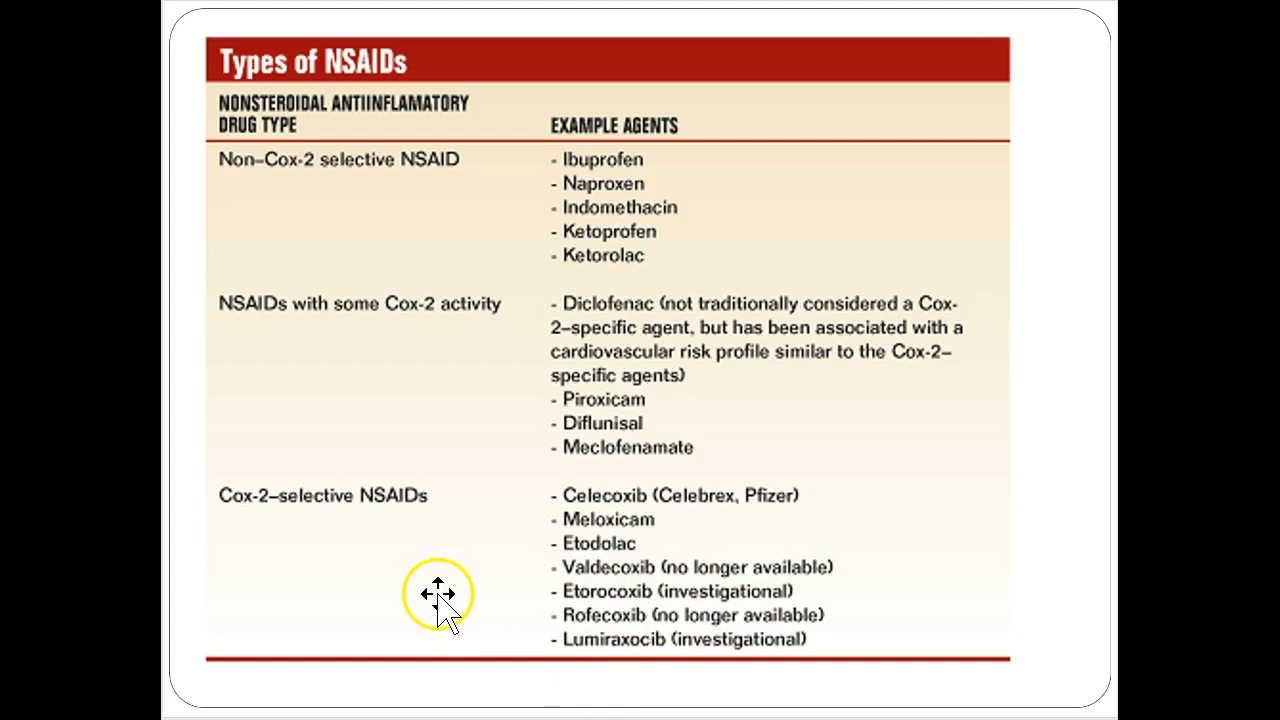 Types of NSAIDs
NONSTEROIDAL ANTIINFLAMATORY
DRUG TYPE
EXAMPLE AGENTS
Non–Cox-2 selective NSAID
- Ibuprofen
- Naproxen
- Indomethacin
- Ketoprofen
- Ketorolac
NSAIDs with some Cox-2 activity
- Diclofenac (not traditionally considered a Cox-
2–specific agent, but has been associated with a
cardiovascular risk profile similar to the Cox-2–
specific agents)
- Piroxicam
- Diflunisal
- Meclofenamate
Cox-2–selective NSAIDs
- Celecoxib (Celebrex, Pfizer)
- Meloxicam
- Etodolac
- Valdecoxib (no longer available)
- Etorocoxib (investigational)
- Rofecoxib (no longer available)
- Lumiraxocib (investigational)